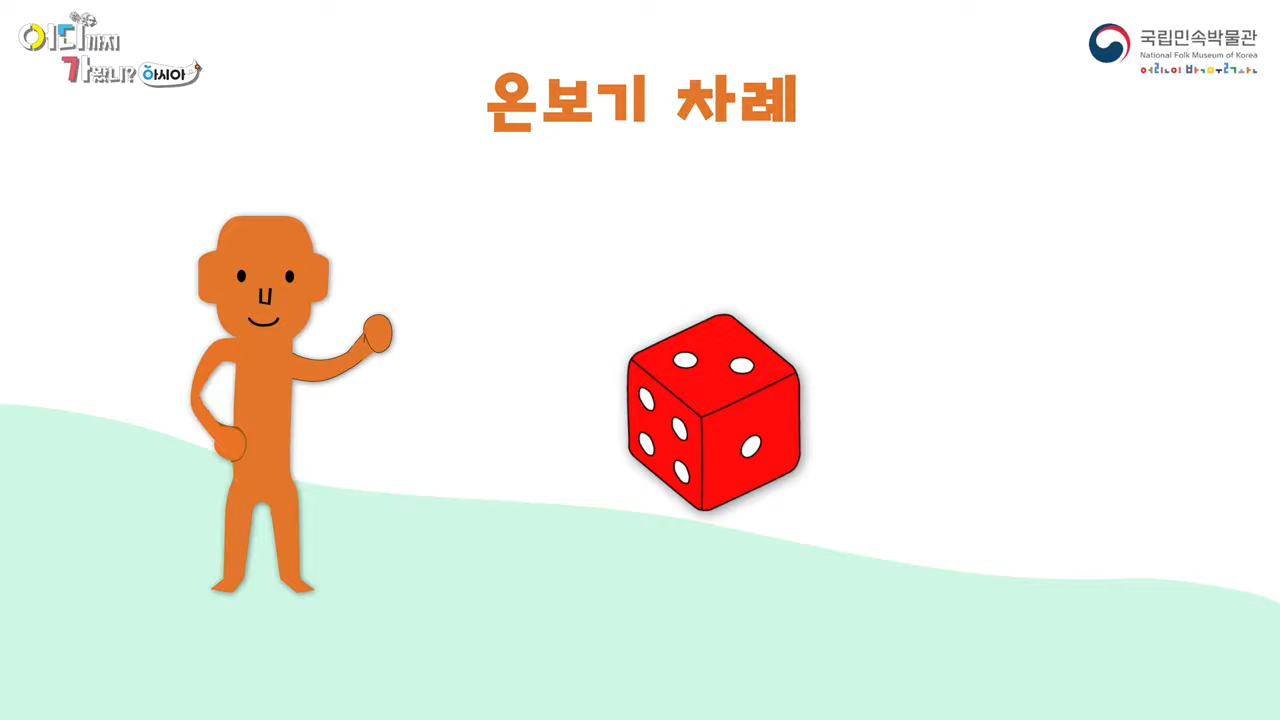 어디까지
가봤니? 아시아
온보기 차례
국립민속박물관
National Folk Museum of Korea
어린이박물관